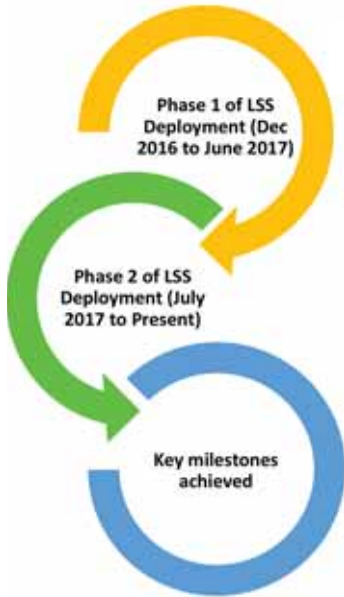 Phase 1 of LSS
Deployment (Dec
2016 to June 2017)
Phase 2 of LSS
Deployment (July
2017 to Present)
Key milestones
achieved